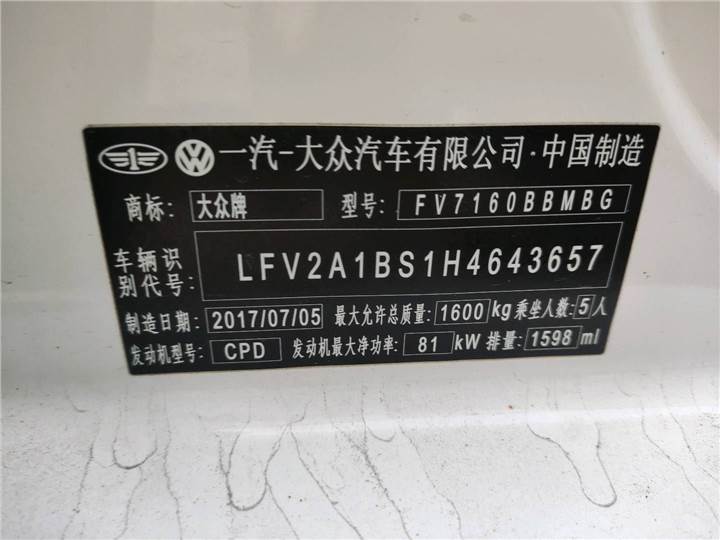 一汽-大众汽车有限公司·中国制造
商标: 大众牌 型号: FV7160BBMBG
车辆识别代号: LFV2A1BS1H4643657
制造日期: 2017/07/05 最大允许总质量: 1600 kg 乘坐人数: 5人
发动机型号: CPD 发动机最大净功率: 81 kW 排量: 1598 ml